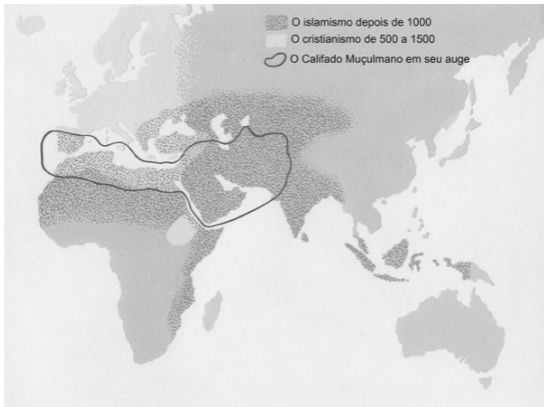 O islamismo depois de 1000
O cristianismo de 500 a 1500
O Califado Muçulmano em seu auge